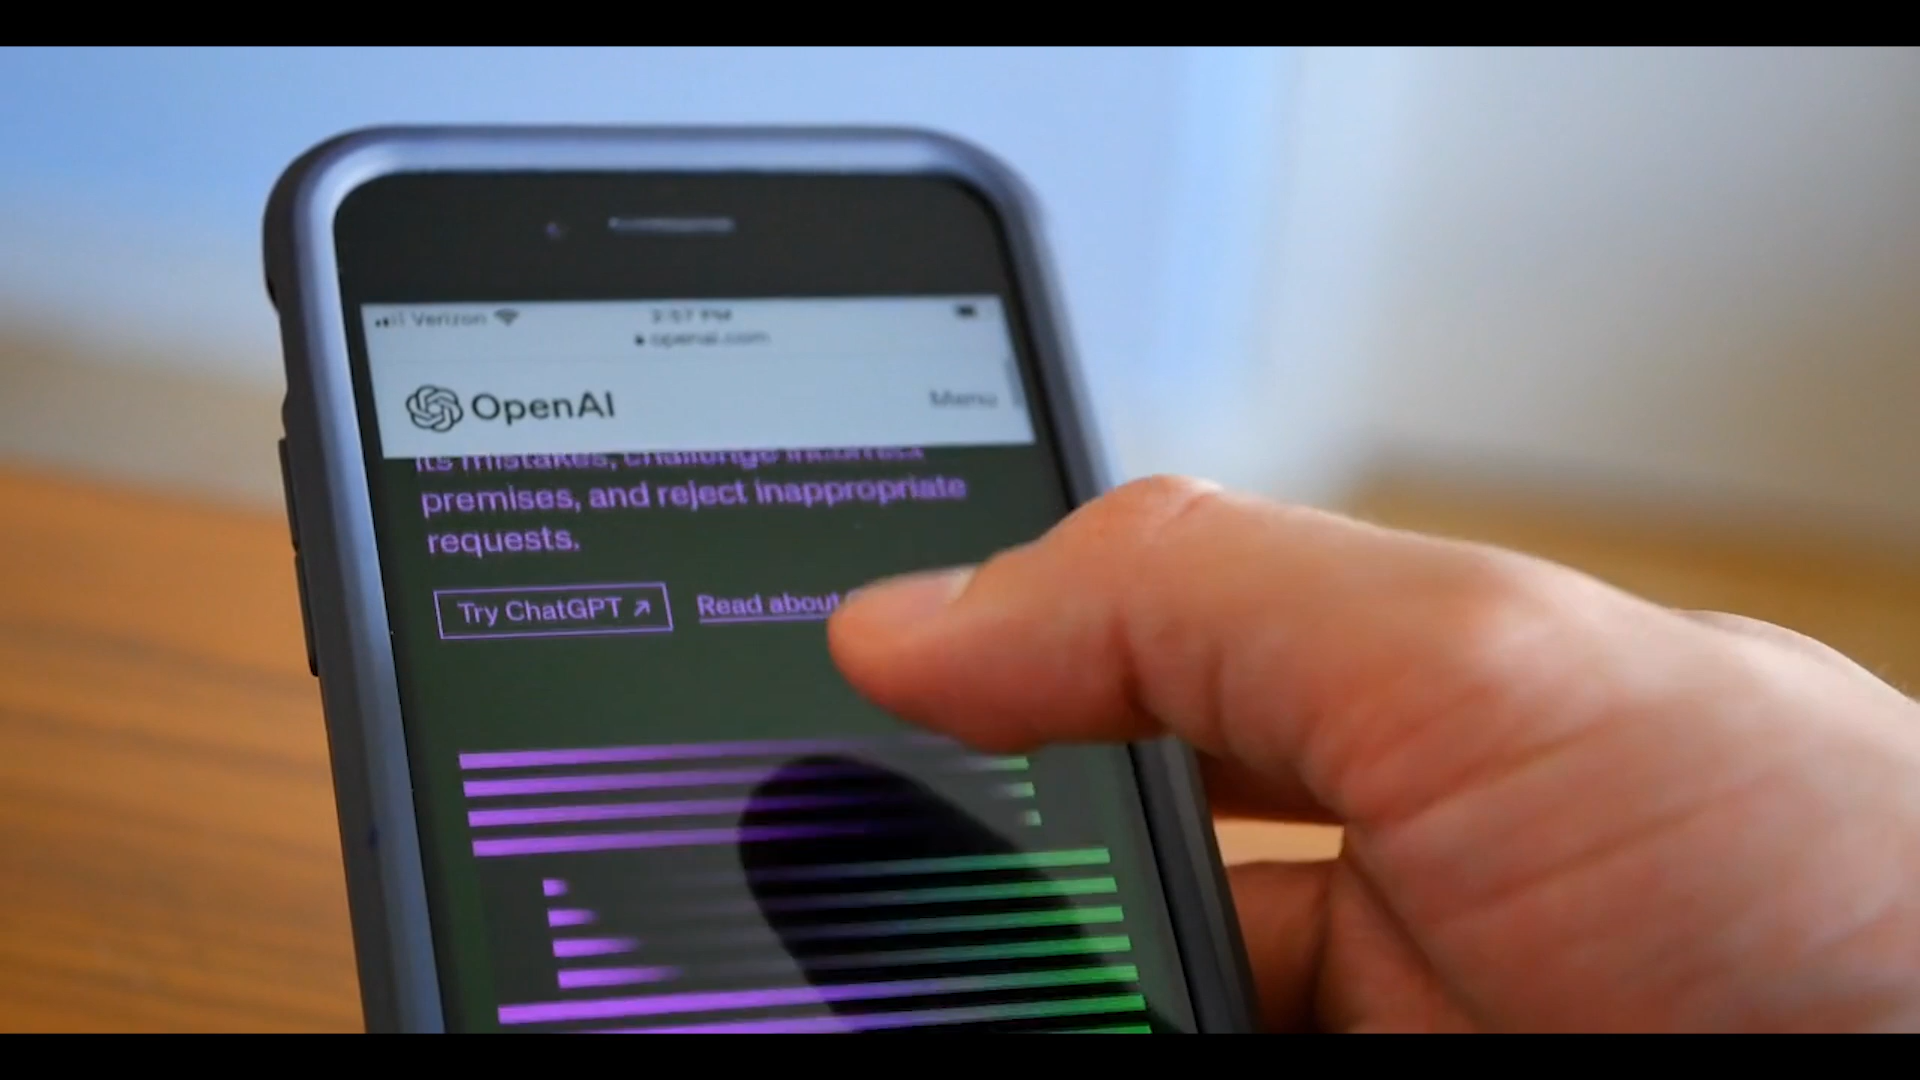 Verizon
openai.com
OpenAI
Menu
its mistakes, challenge incorrect
premises, and reject inappropriate
requests.
Try ChatGPT ↗
Read about